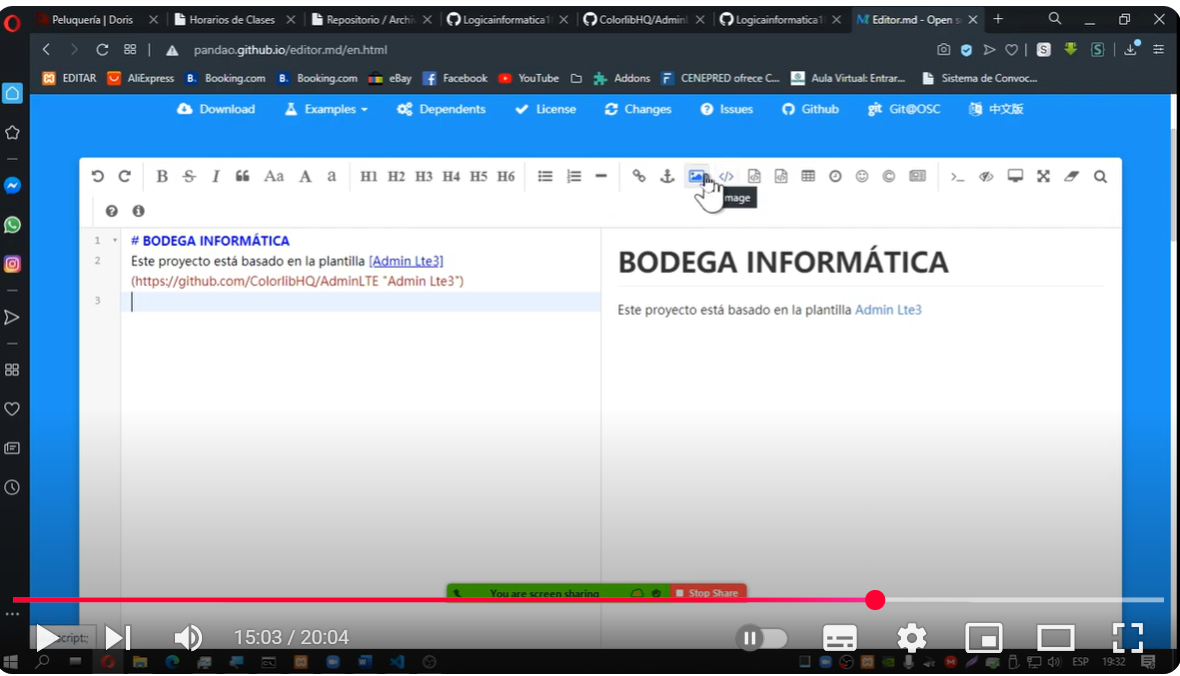 Peluquería | Doris
Horarios de Clases
Repositorio / Archiv
Logicainformatica1
ColorlibHQ/Admin
Logicainformatica1
Editor.md - Open s
pandao.github.io/editor.md/en.html
EDITAR
AliExpress
B. Booking.com
B. Booking.com
eBay
Facebook
YouTube
Addons
CENEPRED ofrece C...
Aula Virtual: Entrar...
Sistema de Convoc...
Download
Examples
Dependents
License
Changes
Issues
Github
git Git@OSC
中文版
B S I Aa A a H1 H2 H3 H4 H5 H6
mage
1 # BODEGA INFORMÁTICA
2 Este proyecto está basado en la plantilla [Admin Lte3]
(https://github.com/ColorlibHQ/AdminLTE "Admin Lte3")
3
BODEGA INFORMÁTICA
Este proyecto está basado en la plantilla Admin Lte3
You are screen sharing
Stop Share
script:;
15:03 / 20:04
ESP 19:32